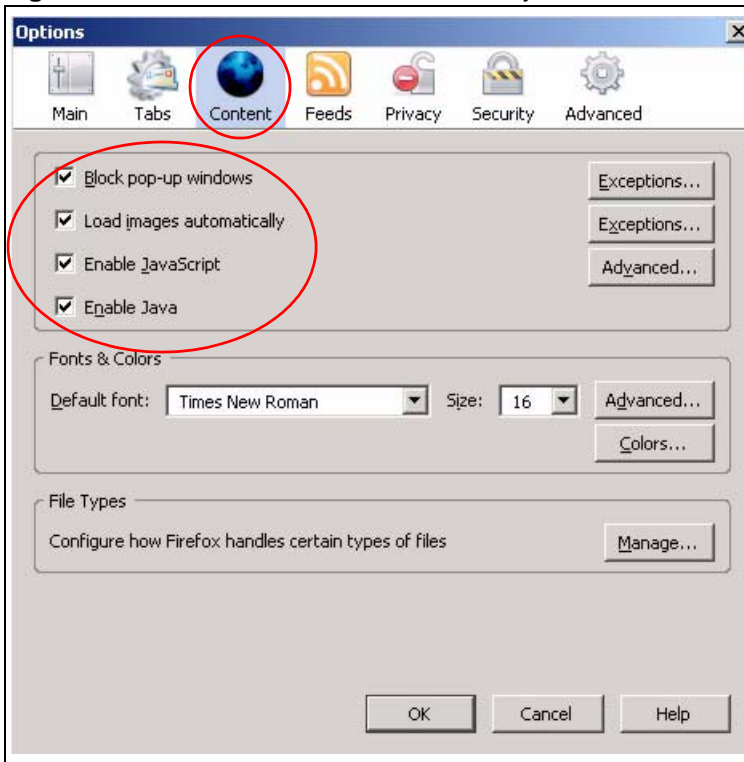 Options
Main Tabs Content Feeds Privacy Security Advanced
Block pop-up windows Exceptions...
Load images automatically Exceptions...
Enable JavaScript Advanced...
Enable Java
Fonts & Colors
Default font: Times New Roman Size: 16 Advanced...
Colors...
File Types
Configure how Firefox handles certain types of files Manage...
OK Cancel Help